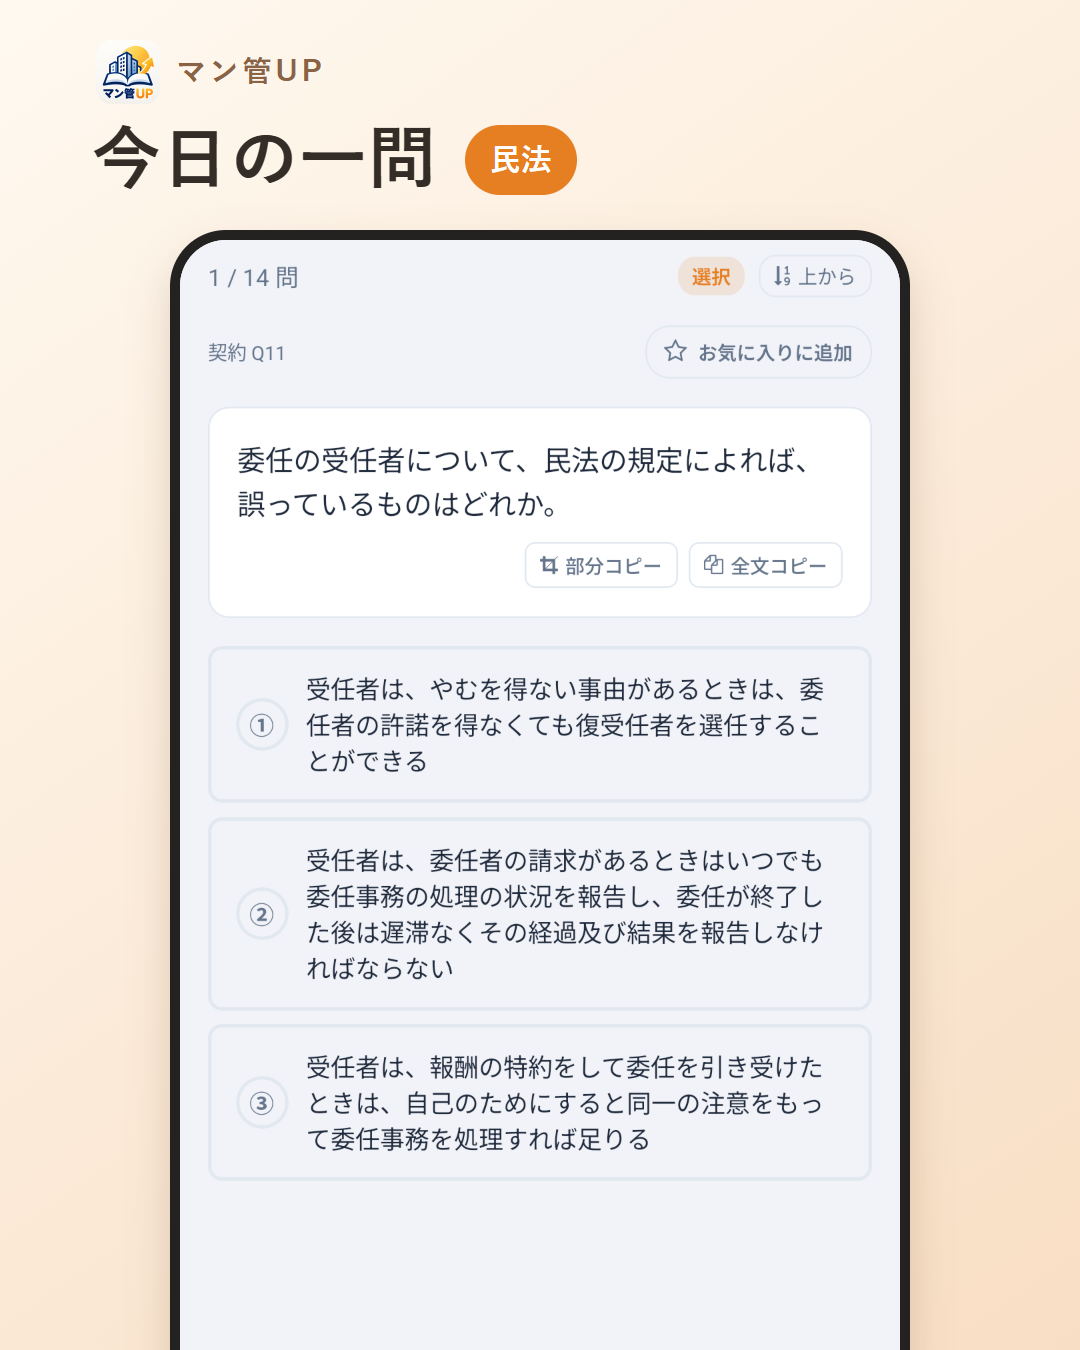 マン管UP
マン管UP
今日の一問 民法
1 / 14 問 選択 上から
契約 Q11 お気に入りに追加
委任の受任者について、民法の規定によれば、
誤っているものはどれか。
部分コピー 全文コピー
受任者は、やむを得ない事由があるときは、委
① 任者の許諾を得なくても復受任者を選任するこ
とができる
受任者は、委任者の請求があるときはいつでも
委任事務の処理の状況を報告し、委任が終了し
② た後は遅滞なくその経過及び結果を報告しなけ
ればならない
受任者は、報酬の特約をして委任を引き受けた
③ ときは、自己のためにすると同一の注意をもっ
て委任事務を処理すれば足りる